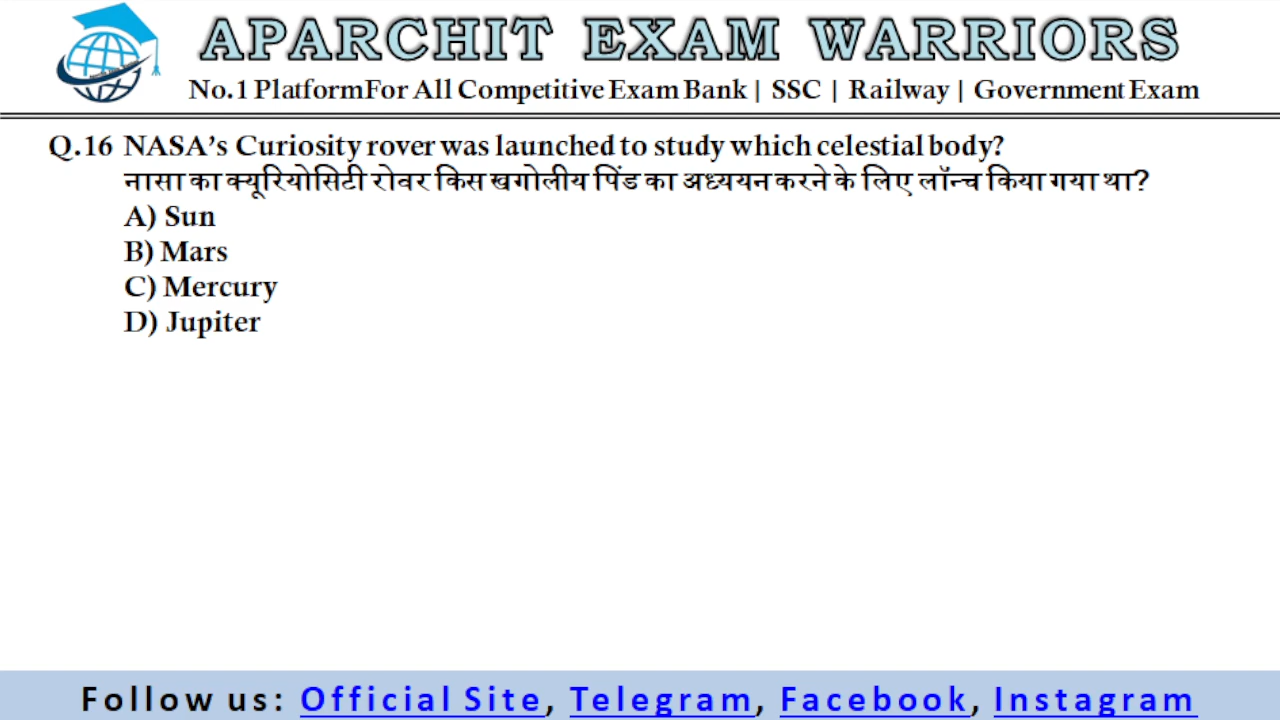 APARCHIT EXAM WARRIORS
No.1 PlatformFor All Competitive Exam Bank | SSC | Railway | Government Exam
Q.16 NASA’s Curiosity rover was launched to study which celestial body?
नासा का क्यूरियोसिटी रोवर किस खगोलीय पिंड का अध्ययन करने के लिए लॉन्च किया गया था?
A) Sun
B) Mars
C) Mercury
D) Jupiter
Follow us: Official Site, Telegram, Facebook, Instagram